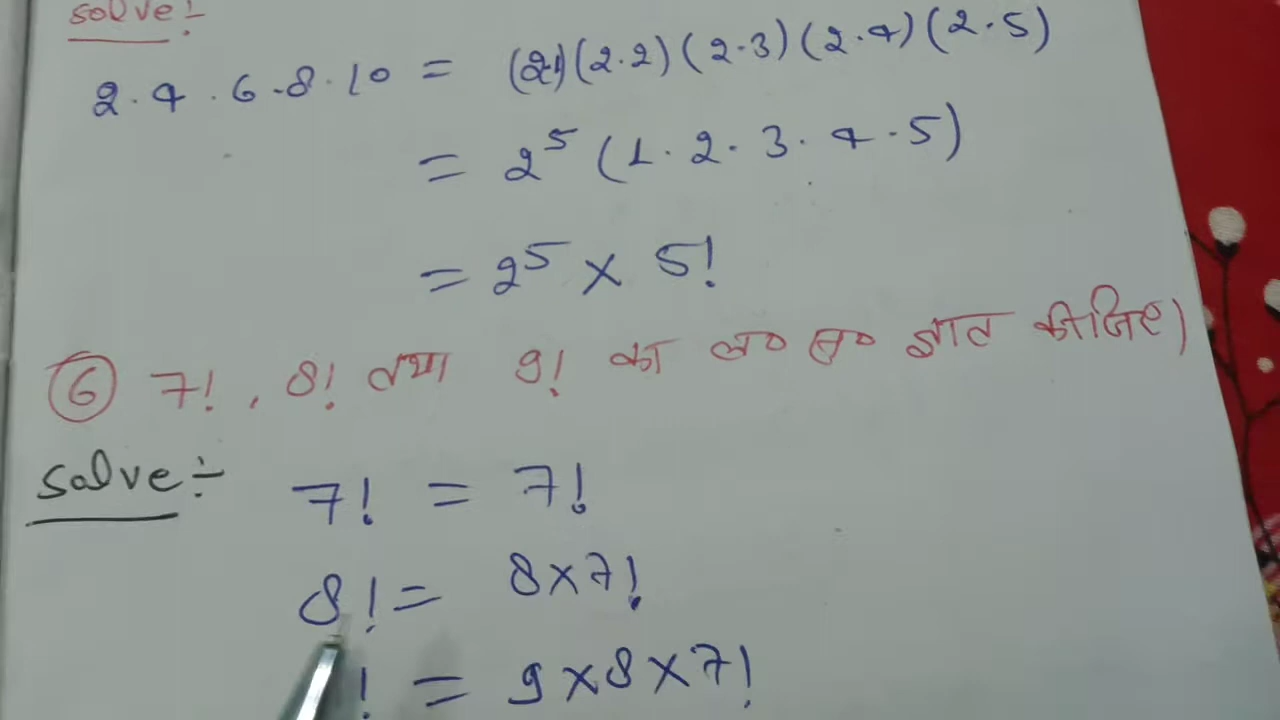 solve :-
2 · 4 · 6 · 8 · 10 = (2·1)(2·2)(2·3)(2·4)(2·5)
= 2⁵ (1 · 2 · 3 · 4 · 5)
= 2⁵ × 5!
⑥ 7! , 8! तथा 9! का ल० स० ज्ञात कीजिए।
Solve :-
7! = 7!
8! = 8×7!
! = 9×8×7!